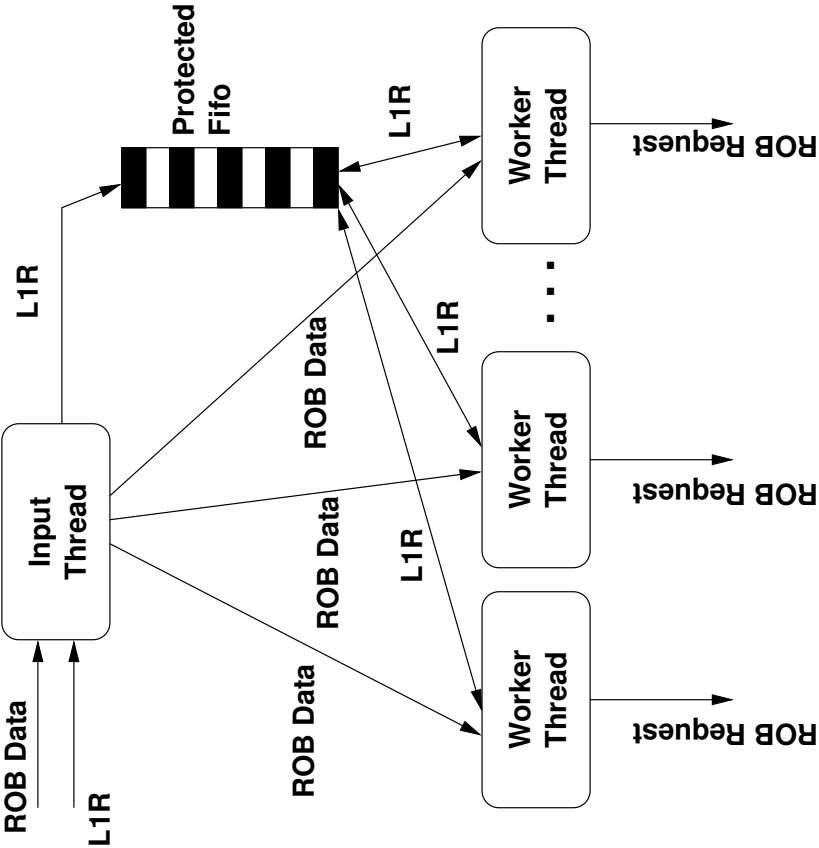 ROB Data
L1R
Input
Thread
L1R
Protected
Fifo
ROB Data
ROB Data
ROB Data
L1R
L1R
L1R
Worker
Thread
Worker
Thread
. . .
Worker
Thread
ROB Request
ROB Request
ROB Request